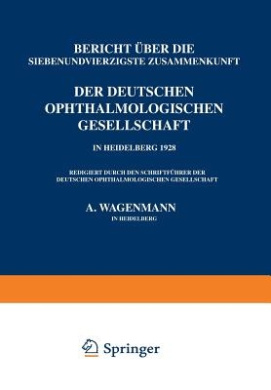 BERICHT ÜBER DIE
SIEBENUNDVIERZIGSTE ZUSAMMENKUNFT
DER DEUTSCHEN
OPHTHALMOLOGISCHEN
GESELLSCHAFT
IN HEIDELBERG 1928
REDIGIERT DURCH DEN SCHRIFTFÜHRER DER
DEUTSCHEN OPHTHALMOLOGISCHEN GESELLSCHAFT
A. WAGENMANN
IN HEIDELBERG
Springer